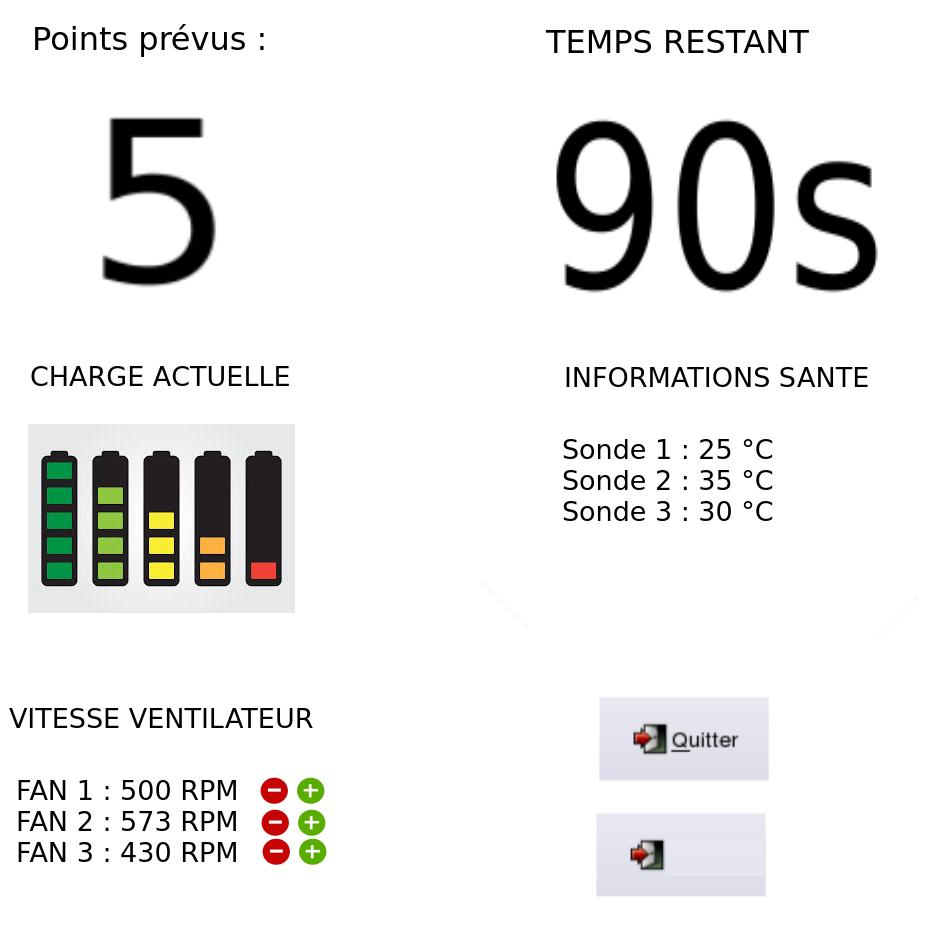 Points prévus :
TEMPS RESTANT
5
90s
CHARGE ACTUELLE
INFORMATIONS SANTE
Sonde 1 : 25 °C
Sonde 2 : 35 °C
Sonde 3 : 30 °C
VITESSE VENTILATEUR
FAN 1 : 500 RPM
FAN 2 : 573 RPM
FAN 3 : 430 RPM
Quitter